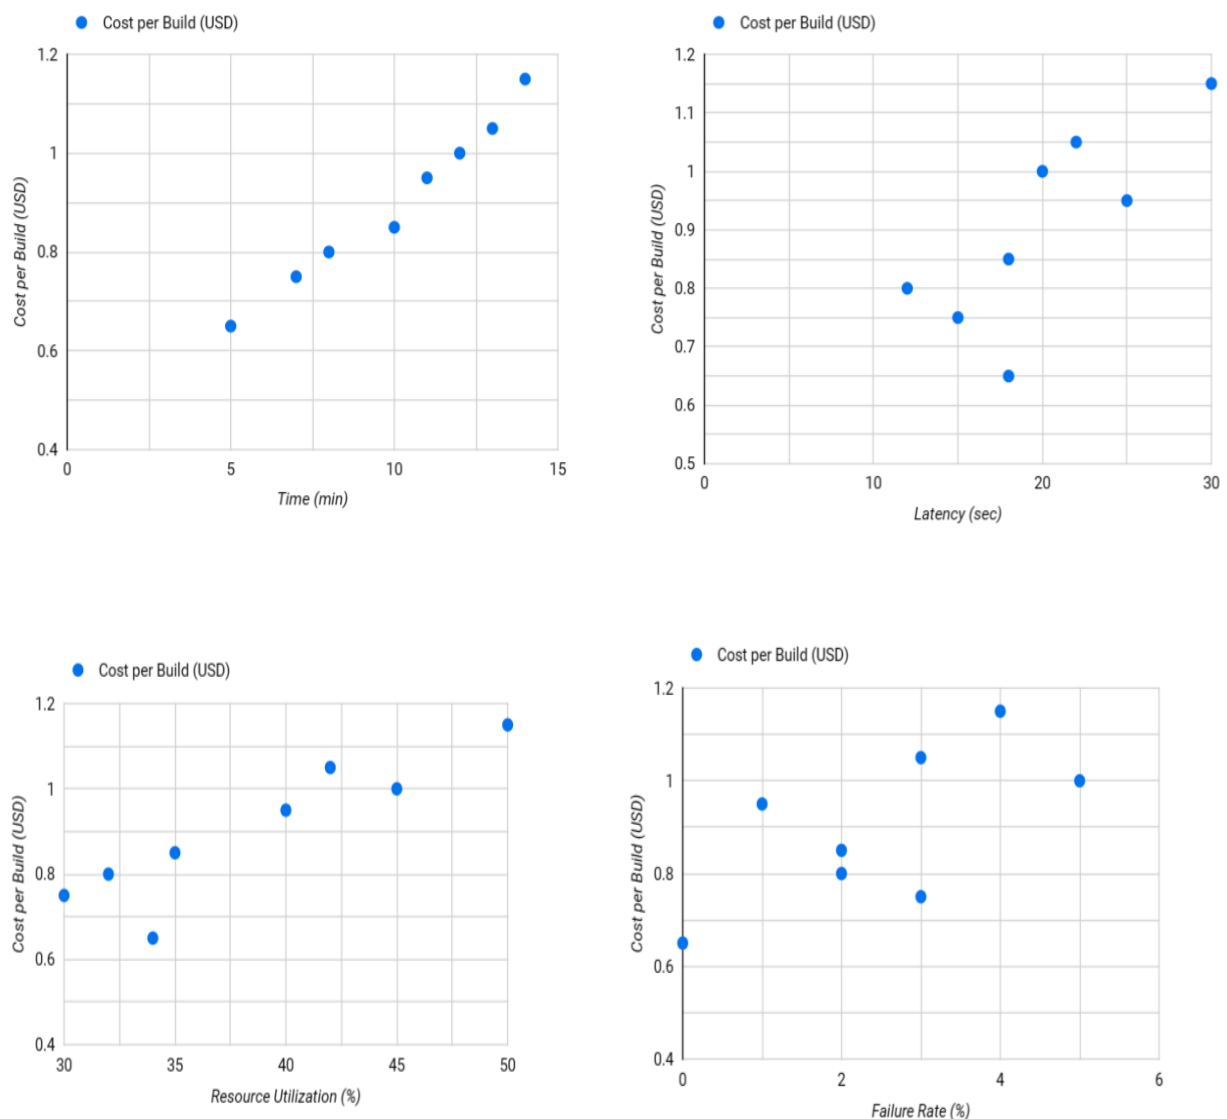 Cost per Build (USD)
1.2
1
0.8
0.6
0.4
0 5 10 15
Cost per Build (USD)
Time (min)
Cost per Build (USD)
1.2
1.1
1
0.9
0.8
0.7
0.6
0.5
0 10 20 30
Cost per Build (USD)
Latency (sec)
Cost per Build (USD)
1.2
1
0.8
0.6
0.4
30 35 40 45 50
Cost per Build (USD)
Resource Utilization (%)
Cost per Build (USD)
1.2
1
0.8
0.6
0.4
0 2 4 6
Cost per Build (USD)
Failure Rate (%)